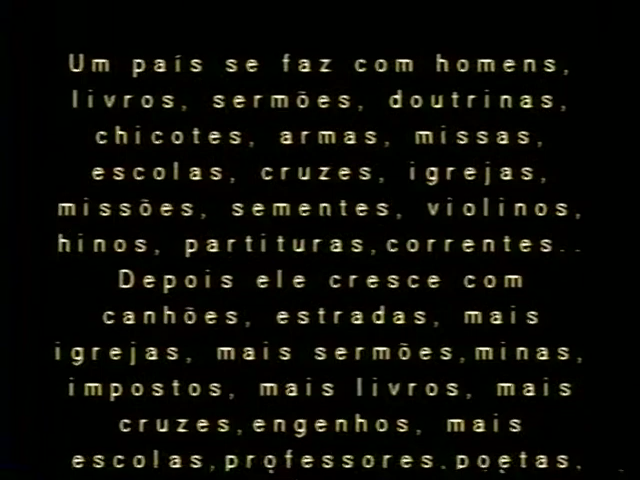 Um país se faz com homens,
livros, sermões, doutrinas,
chicotes, armas, missas,
escolas, cruzes, igrejas,
missões, sementes, violinos,
hinos, partituras,correntes..
Depois ele cresce com
canhões, estradas, mais
igrejas, mais sermões,minas,
impostos, mais livros, mais
cruzes,engenhos, mais
escolas,professores,poetas,